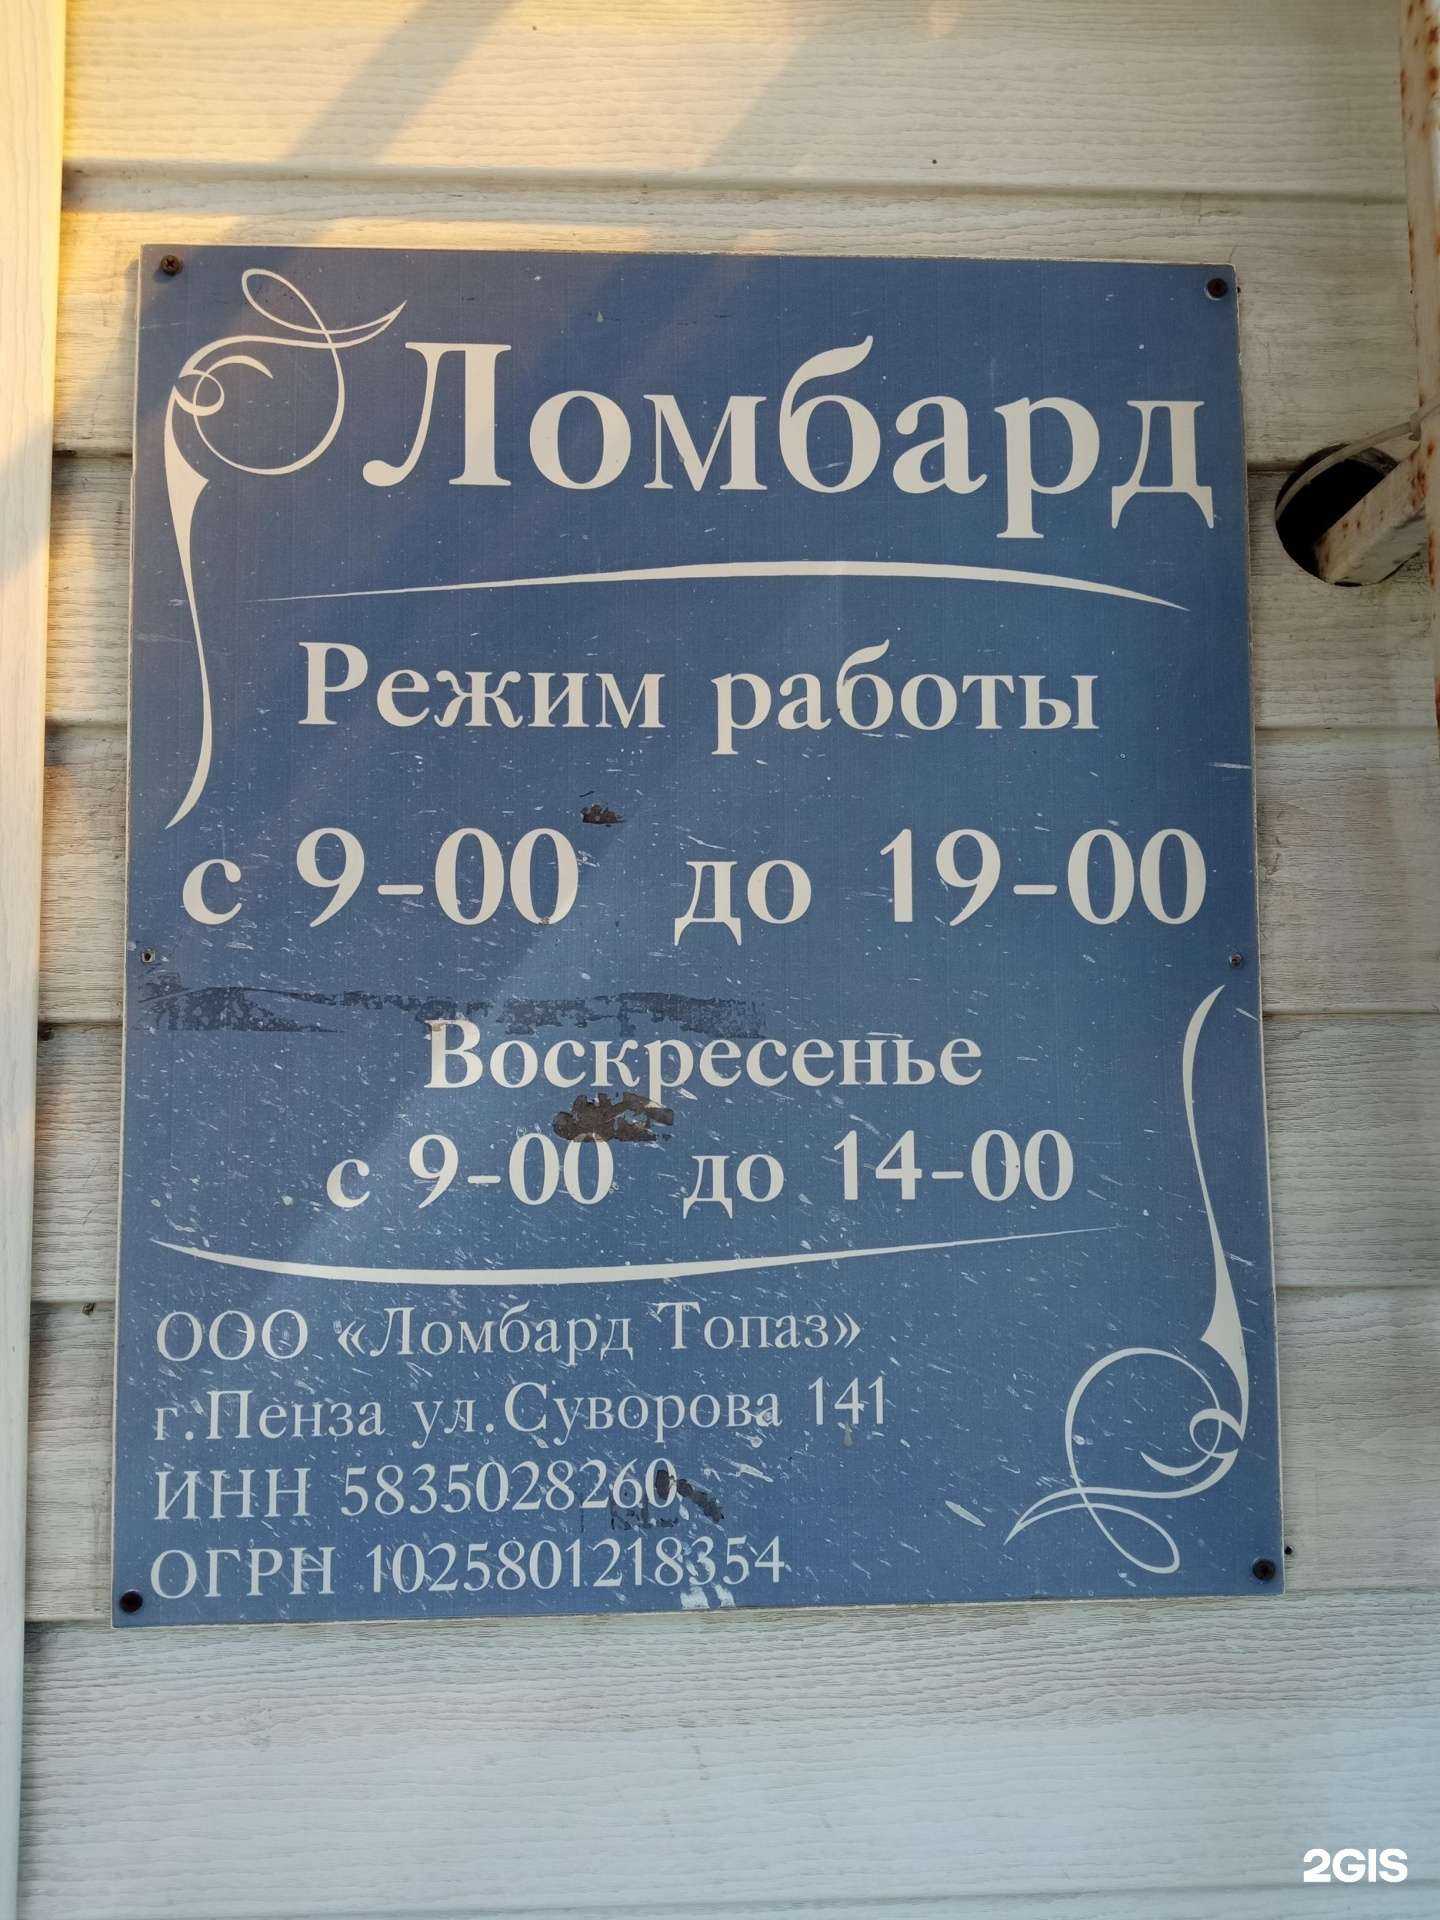 Ломбард
Режим работы
с 9-00 до 19-00
Воскресенье
с 9-00 до 14-00
ООО «Ломбард Топаз»
г.Пенза ул.Суворова 141
ИНН 5835028260
ОГРН 1025801218354
2GIS